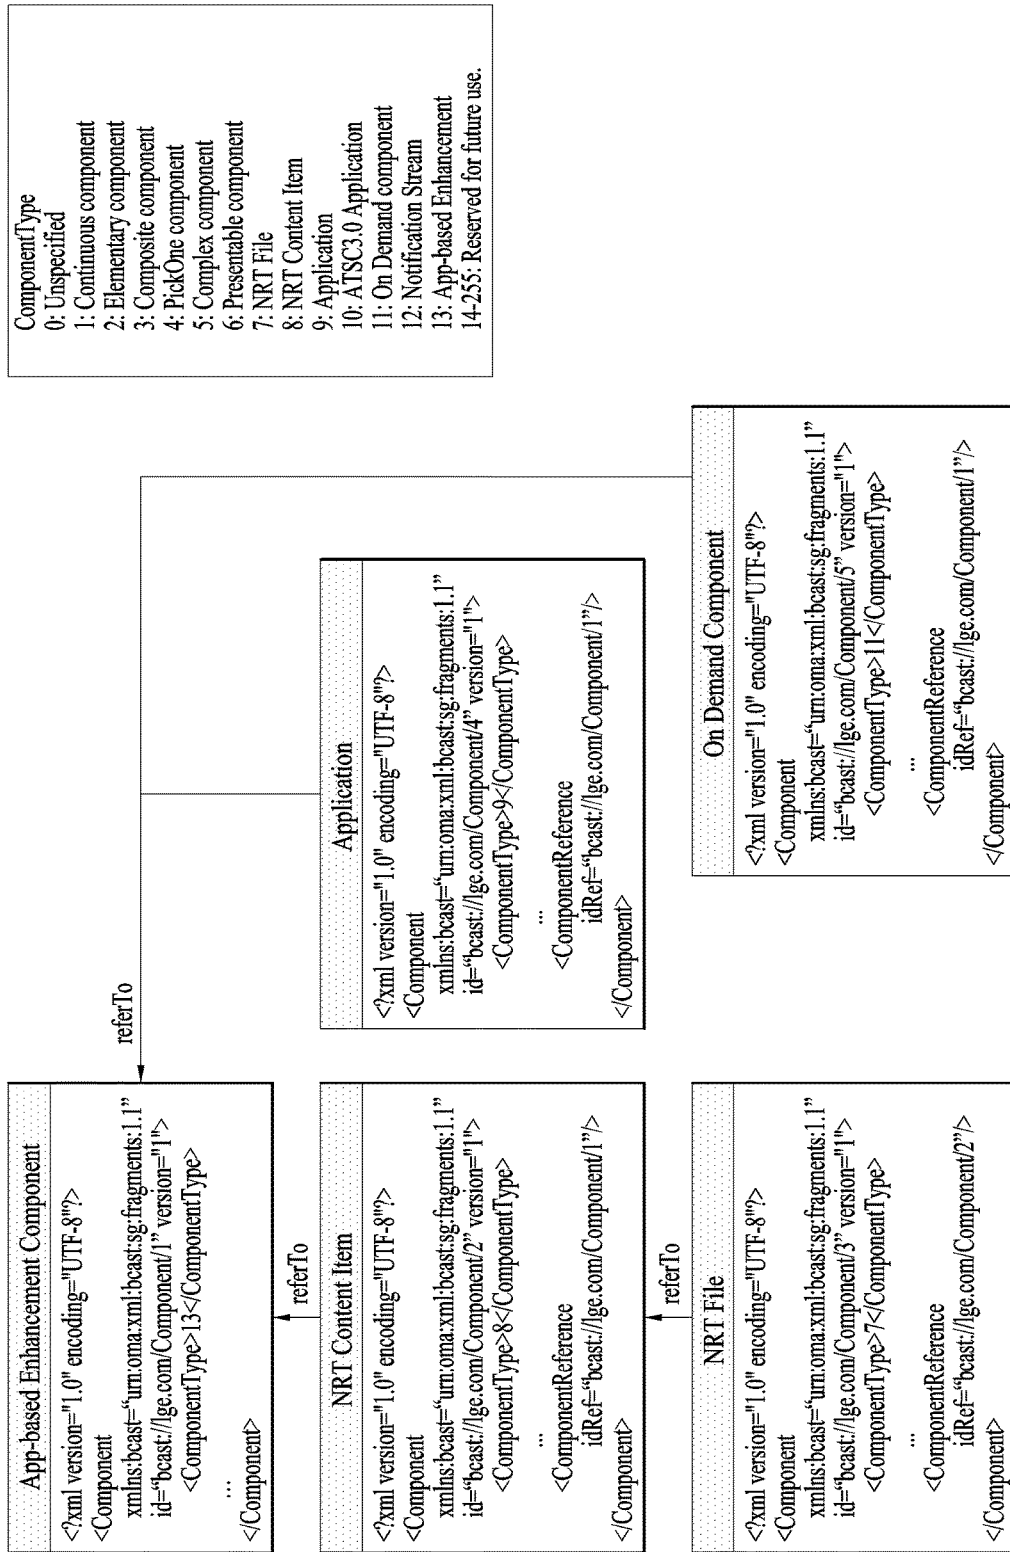 App-based Enhancement Component
<?xml version="1.0" encoding="UTF-8"?>
<Component
xmlns:bcast=“urn:oma:xml:bcast:sg:fragments:1.1”
id=“bcast://lge.com/Component/1” version="1">
<ComponentType>13</ComponentType>
...
</Component>
referTo
ComponentType
0: Unspecified
1: Continuous component
2: Elementary component
3: Composite component
4: PickOne component
5: Complex component
6: Presentable component
7: NRT File
8: NRT Content Item
9: Application
10: ATSC3.0 Application
11: On Demand component
12: Notification Stream
13: App-based Enhancement
14-255: Reserved for future use.
referTo
NRT Content Item
<?xml version="1.0" encoding="UTF-8"?>
<Component
xmlns:bcast=“urn:oma:xml:bcast:sg:fragments:1.1”
id=“bcast://lge.com/Component/2” version="1">
<ComponentType>8</ComponentType>
...
<ComponentReference
idRef=“bcast://lge.com/Component/1”/>
</Component>
Application
<?xml version="1.0" encoding="UTF-8"?>
<Component
xmlns:bcast=“urn:oma:xml:bcast:sg:fragments:1.1”
id=“bcast://lge.com/Component/4” version="1">
<ComponentType>9</ComponentType>
...
<ComponentReference
idRef=“bcast://lge.com/Component/1”/>
</Component>
referTo
NRT File
<?xml version="1.0" encoding="UTF-8"?>
<Component
xmlns:bcast=“urn:oma:xml:bcast:sg:fragments:1.1”
id=“bcast://lge.com/Component/3” version="1">
<ComponentType>7</ComponentType>
...
<ComponentReference
idRef=“bcast://lge.com/Component/2”/>
</Component>
On Demand Component
<?xml version="1.0" encoding="UTF-8"?>
<Component
xmlns:bcast=“urn:oma:xml:bcast:sg:fragments:1.1”
id=“bcast://lge.com/Component/5” version="1">
<ComponentType>11</ComponentType>
...
<ComponentReference
idRef=“bcast://lge.com/Component/1”/>
</Component>